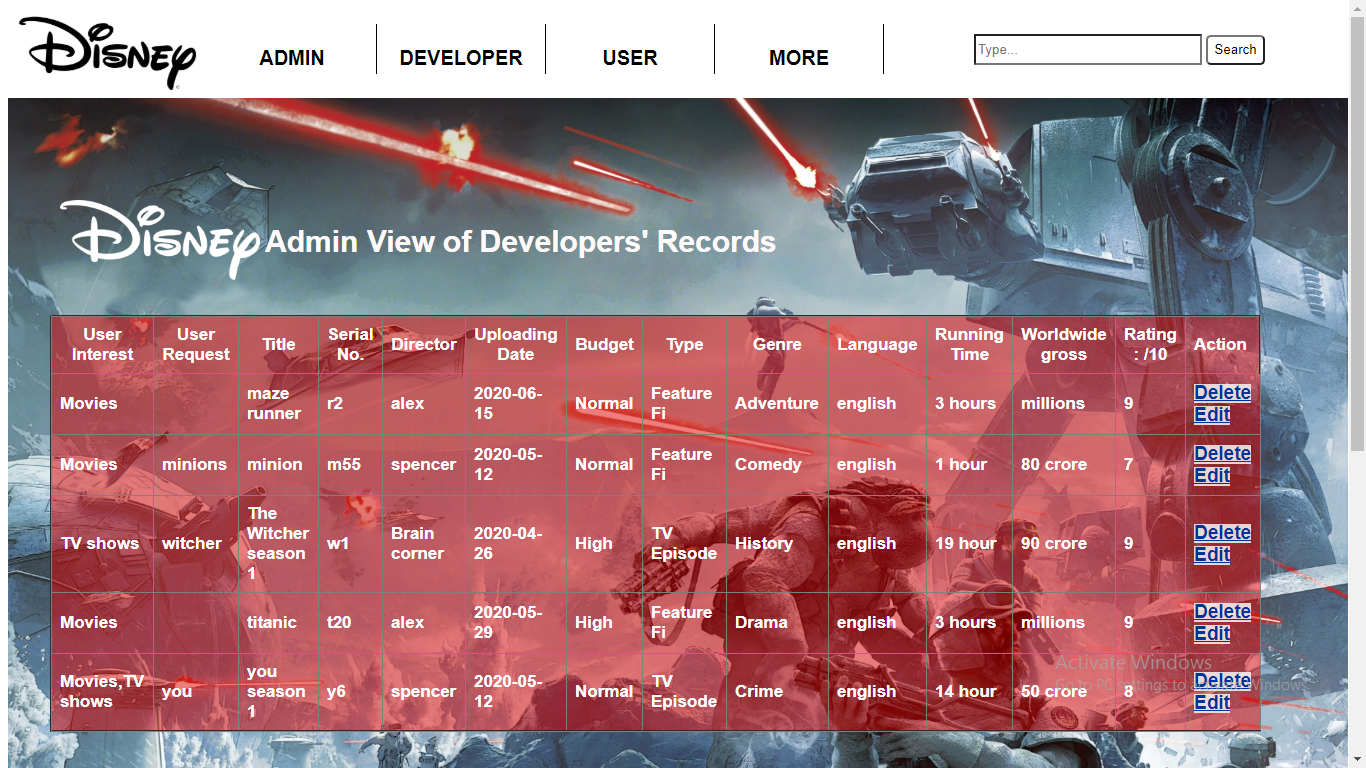 Disney ADMIN DEVELOPER USER MORE Type... Search
Disney Admin View of Developers' Records
User Interest User Request Title Serial No. Director Uploading Date Budget Type Genre Language Running Time Worldwide gross Rating : /10 Action
Movies maze runner r2 alex 2020-06-15 Normal Feature Fi Adventure english 3 hours millions 9 Delete Edit
Movies minions minion m55 spencer 2020-05-12 Normal Feature Fi Comedy english 1 hour 80 crore 7 Delete Edit
TV shows witcher The Witcher season 1 w1 Brain corner 2020-04-26 High TV Episode History english 19 hour 90 crore 9 Delete Edit
Movies titanic t20 alex 2020-05-29 High Feature Fi Drama english 3 hours millions 9 Delete Edit
Movies,TV shows you you season 1 y6 spencer 2020-05-12 Normal TV Episode Crime english 14 hour 50 crore 8 Delete Edit
Activate Windows
Go to PC settings to activate Windows.